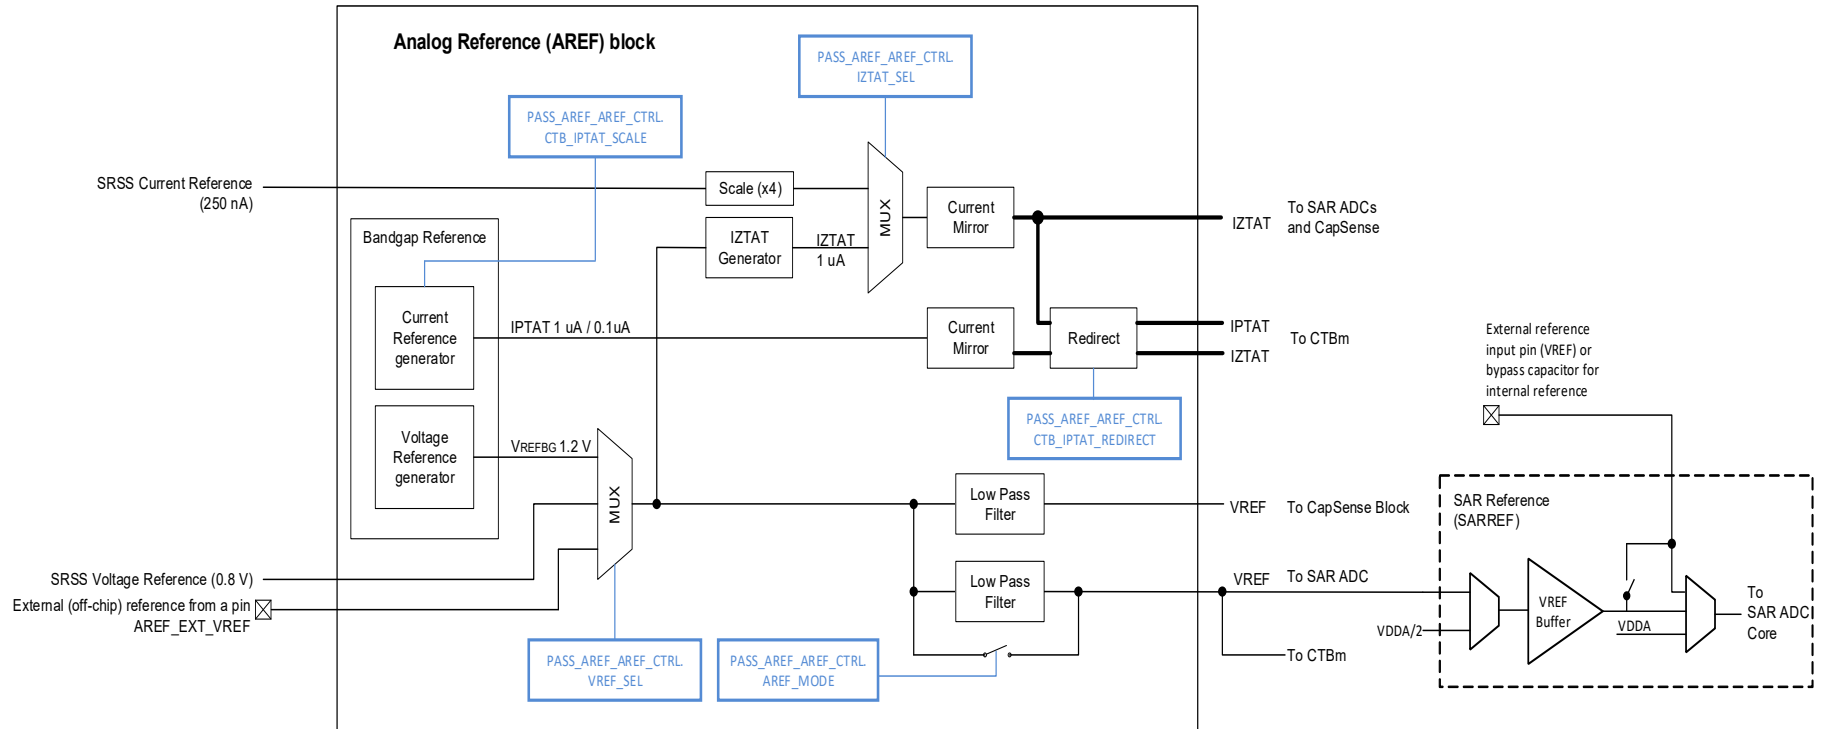 Analog Reference (AREF) block
PASS_AREF_AREF_CTRL.
IZTAT_SEL
PASS_AREF_AREF_CTRL.
CTB_IPTAT_SCALE
SRSS Current Reference
(250 nA)
Scale (x4)
MUX
Current
Mirror
IZTAT
To SAR ADCs
and CapSense
Bandgap Reference
IZTAT
Generator
IZTAT
1 uA
Current
Reference
generator
IPTAT 1 uA / 0.1uA
Current
Mirror
Redirect
IPTAT
IZTAT
To CTBm
External reference
input pin (VREF) or
bypass capacitor for
internal reference
PASS_AREF_AREF_CTRL.
CTB_IPTAT_REDIRECT
Voltage
Reference
generator
VREFBG 1.2 V
MUX
Low Pass
Filter
VREF
To CapSense Block
SAR Reference
(SARREF)
SRSS Voltage Reference (0.8 V)
External (off-chip) reference from a pin
AREF_EXT_VREF
Low Pass
Filter
VREF
To SAR ADC
VDDA/2
VREF
Buffer
VDDA
To
SAR ADC
Core
To CTBm
PASS_AREF_AREF_CTRL.
VREF_SEL
PASS_AREF_AREF_CTRL.
AREF_MODE